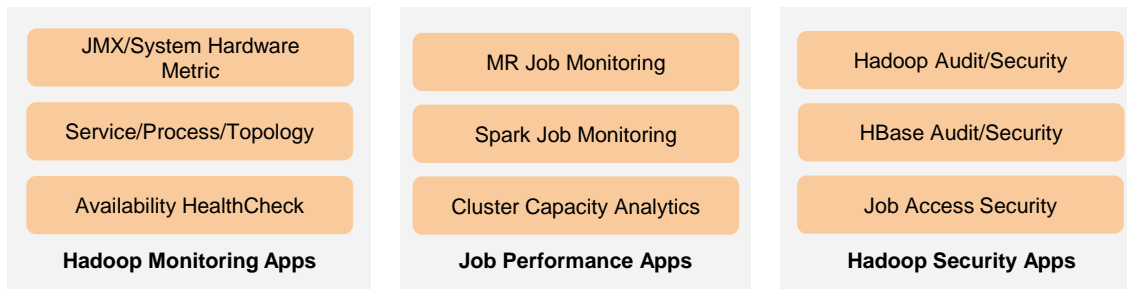 JMX/System Hardware
Metric
Service/Process/Topology
Availability HealthCheck
Hadoop Monitoring Apps
MR Job Monitoring
Spark Job Monitoring
Cluster Capacity Analytics
Job Performance Apps
Hadoop Audit/Security
HBase Audit/Security
Job Access Security
Hadoop Security Apps